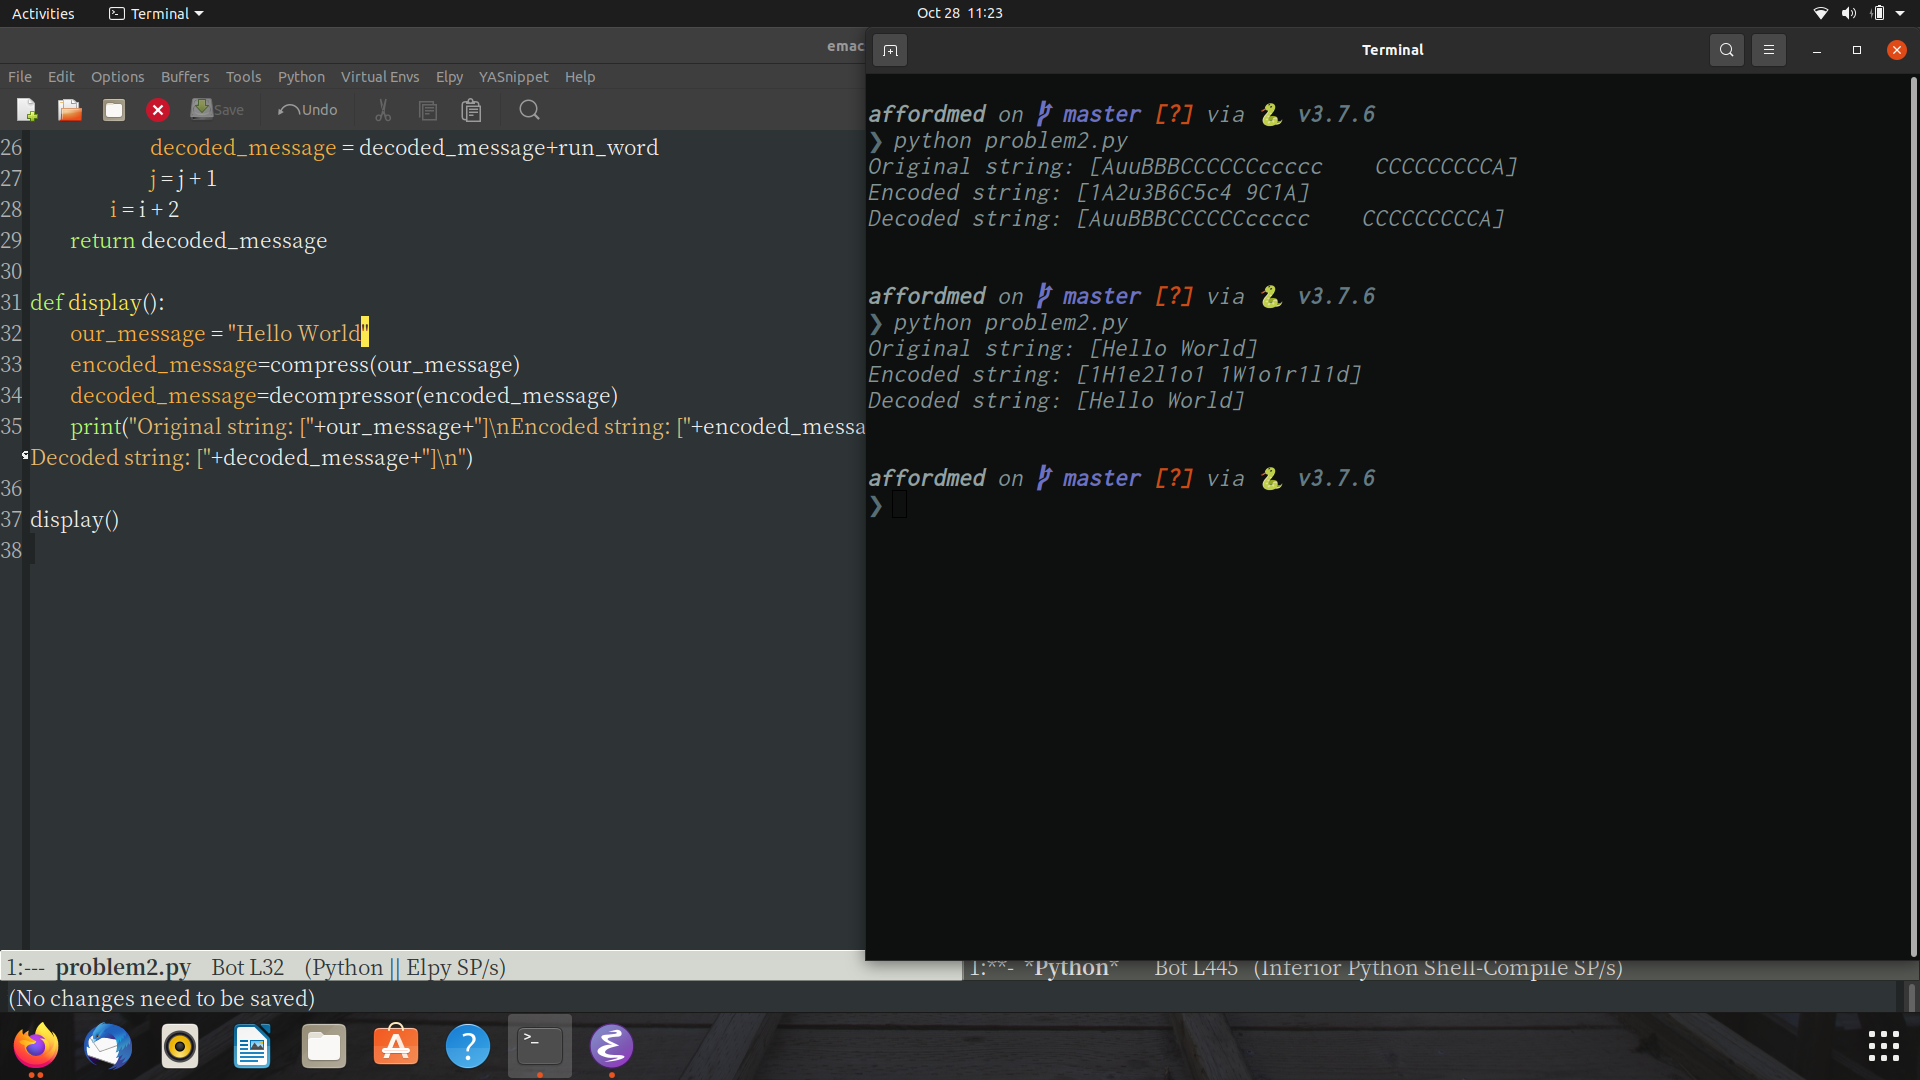 Activities
Terminal
Oct 28 11:23
emac
File Edit Options Buffers Tools Python Virtual Envs Elpy YASnippet Help
Save
Undo
26 decoded_message = decoded_message+run_word
27 j = j + 1
28 i = i + 2
29 return decoded_message
30
31 def display():
32 our_message = "Hello World"
33 encoded_message=compress(our_message)
34 decoded_message=decompressor(encoded_message)
35 print("Original string: ["+our_message+"]\nEncoded string: ["+encoded_messa
Decoded string: ["+decoded_message+"]\n")
36
37 display()
38
1:--- problem2.py Bot L32 (Python || Elpy SP/s)
(No changes need to be saved)
Terminal
affordmed on master [?] via 🐍 v3.7.6
❯ python problem2.py
Original string: [AuuBBBCCCCCCccccc    CCCCCCCCCA]
Encoded string: [1A2u3B6C5c4 9C1A]
Decoded string: [AuuBBBCCCCCCccccc    CCCCCCCCCA]
affordmed on master [?] via 🐍 v3.7.6
❯ python problem2.py
Original string: [Hello World]
Encoded string: [1H1e2l1o1 1W1o1r1l1d]
Decoded string: [Hello World]
affordmed on master [?] via 🐍 v3.7.6
❯
1:**- *Python* Bot L445 (Inferior Python Shell-Compile SP/s)